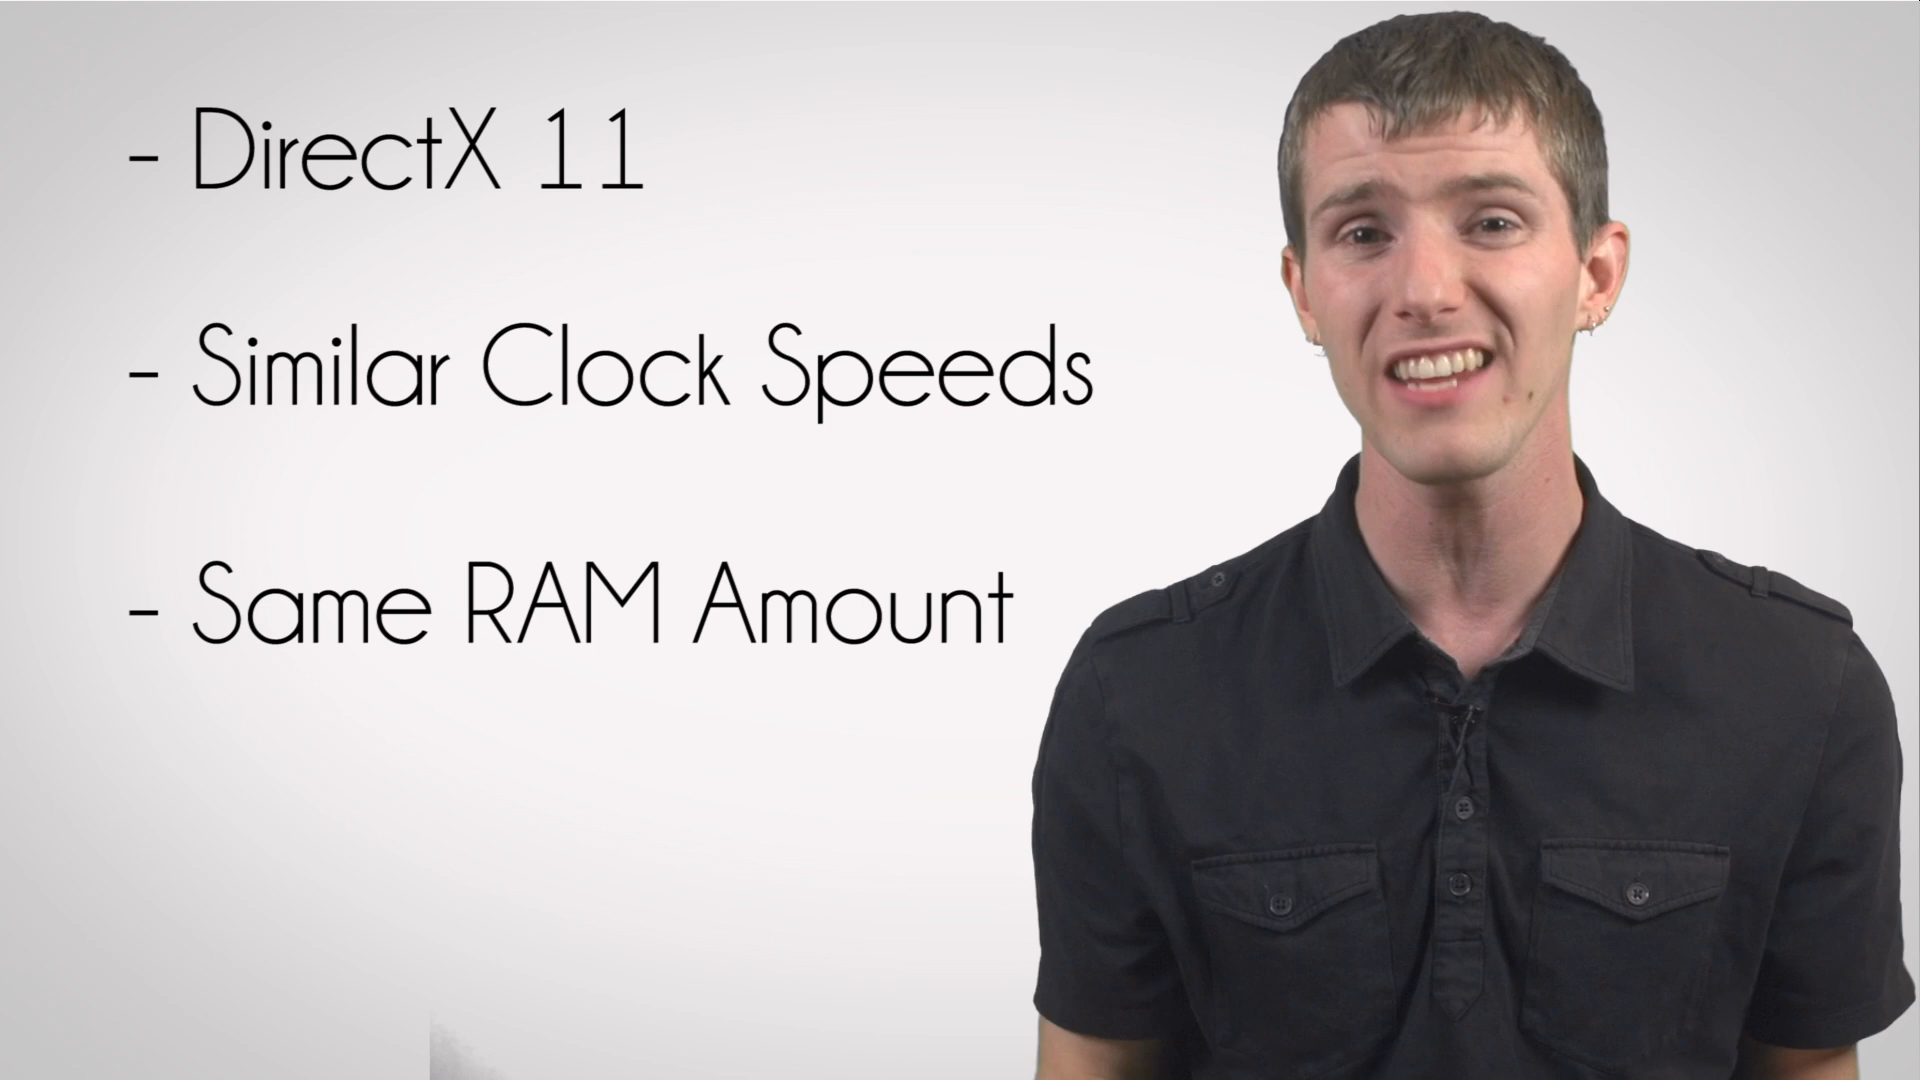 - DirectX 11
- Similar Clock Speeds
- Same RAM Amount